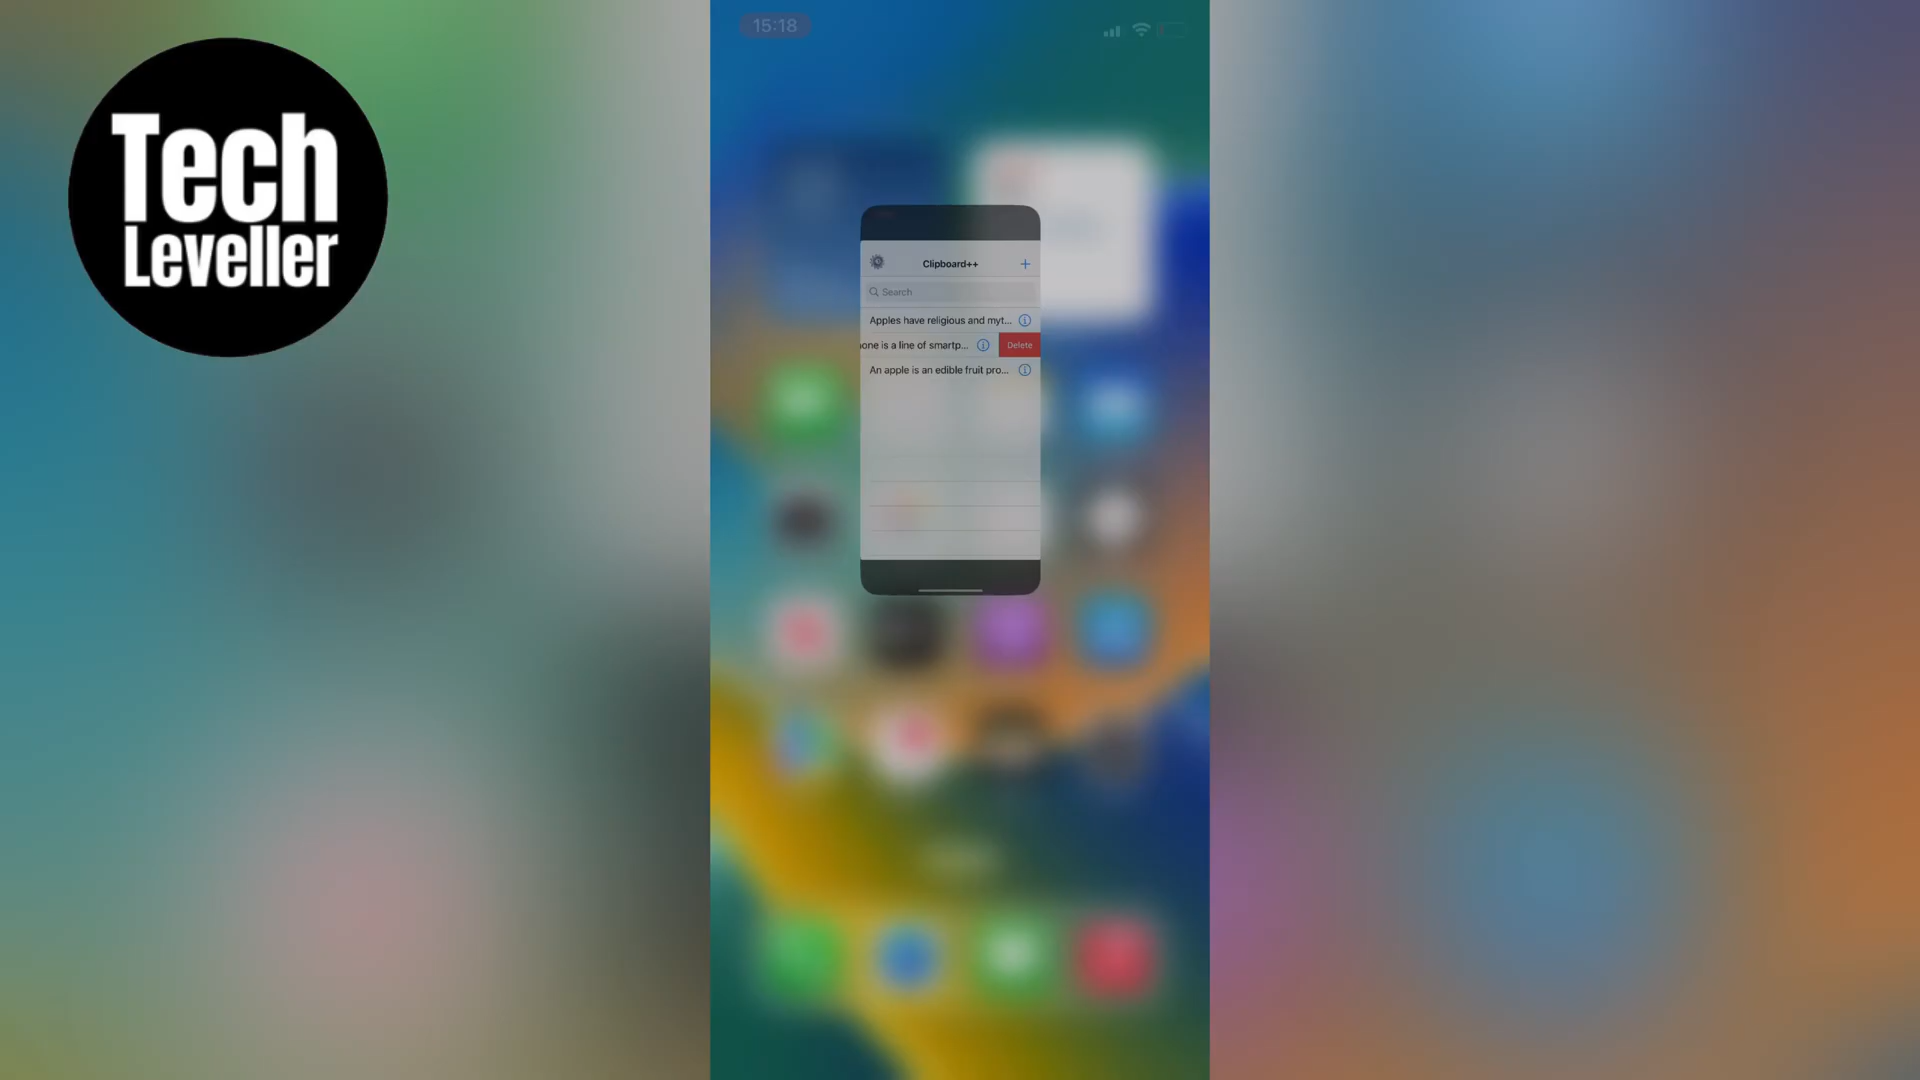 Tech
Leveller
15:18
Clipboard++
Search
Apples have religious and myt...
one is a line of smartp...
Delete
An apple is an edible fruit pro...